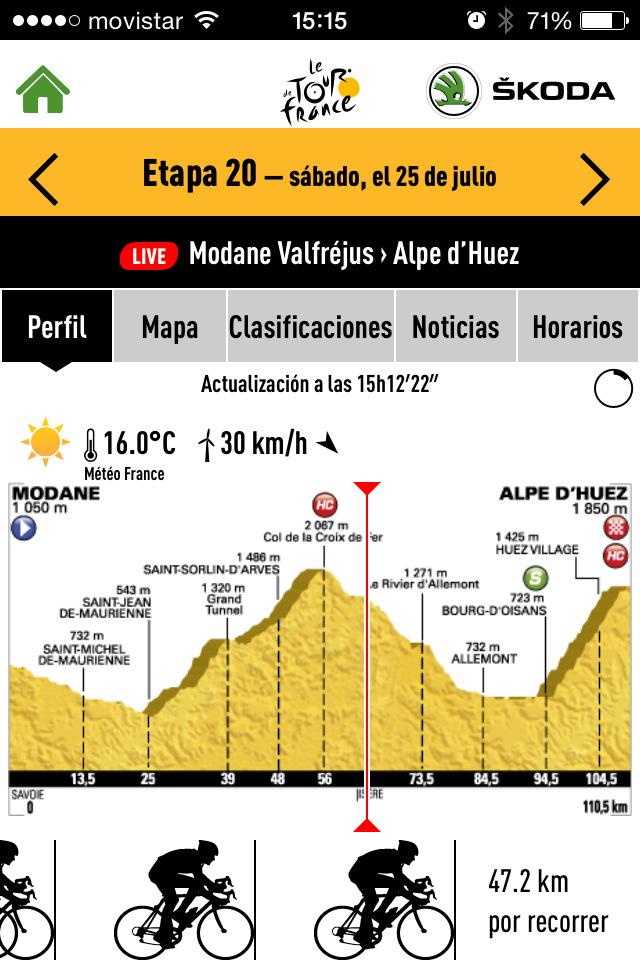 movistar 15:15 71%
Le
TOUR
de
france
ŠKODA
Etapa 20 – sábado, el 25 de julio
LIVE Modane Valfréjus › Alpe d’Huez
Perfil Mapa Clasificaciones Noticias Horarios
Actualización a las 15h12’22”
16.0°C 30 km/h
Météo France
MODANE
1 050 m
ALPE D’HUEZ
1 850 m
HC
2 067 m
Col de la Croix de Fer
1 425 m
HUEZ VILLAGE
HC
1 486 m
SAINT-SORLIN-D’ARVES
1 271 m
Le Rivier d’Allemont
S
543 m
SAINT-JEAN
DE-MAURIENNE
1 320 m
Grand
Tunnel
723 m
BOURG-D’OISANS
732 m
SAINT-MICHEL
DE-MAURIENNE
732 m
ALLEMONT
13,5 25 39 48 56 73,5 84,5 94,5 104,5
SAVOIE ISÈRE
0 110,5 km
47.2 km
por recorrer